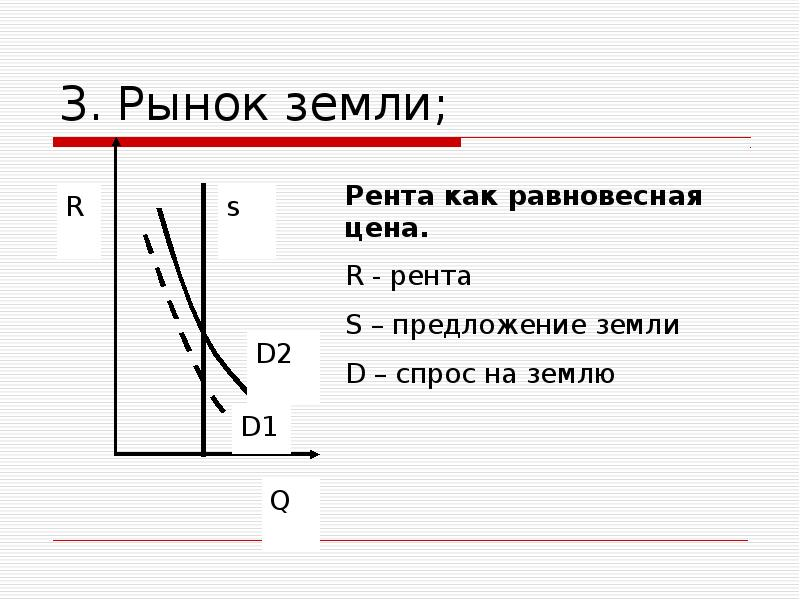 3. Рынок земли;
R
s
D2
D1
Q
Рента как равновесная
цена.
R - рента
S – предложение земли
D – спрос на землю